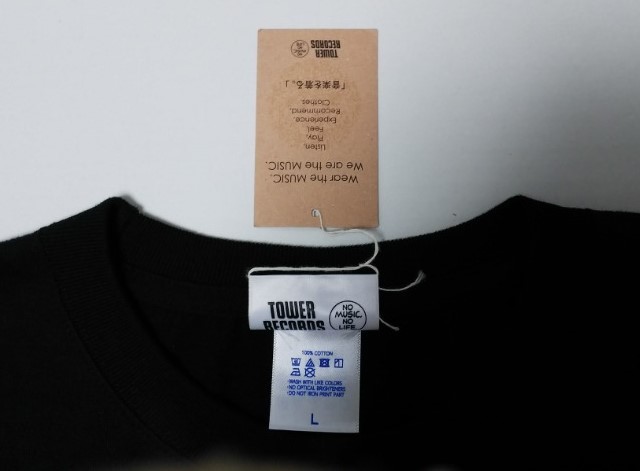 Wear the MUSIC.
We are the MUSIC.
Listen.
Play.
Feel.
Experience.
Recommend.
Clothes.
「音楽を着る。」
TOWER
RECORDS
TOWER
RECORDS
NO
MUSIC.
NO
LIFE.
100% COTTON
·WASH WITH LIKE COLORS
·NO OPTICAL BRIGHTENERS
·DO NOT IRON PRINT PART
L